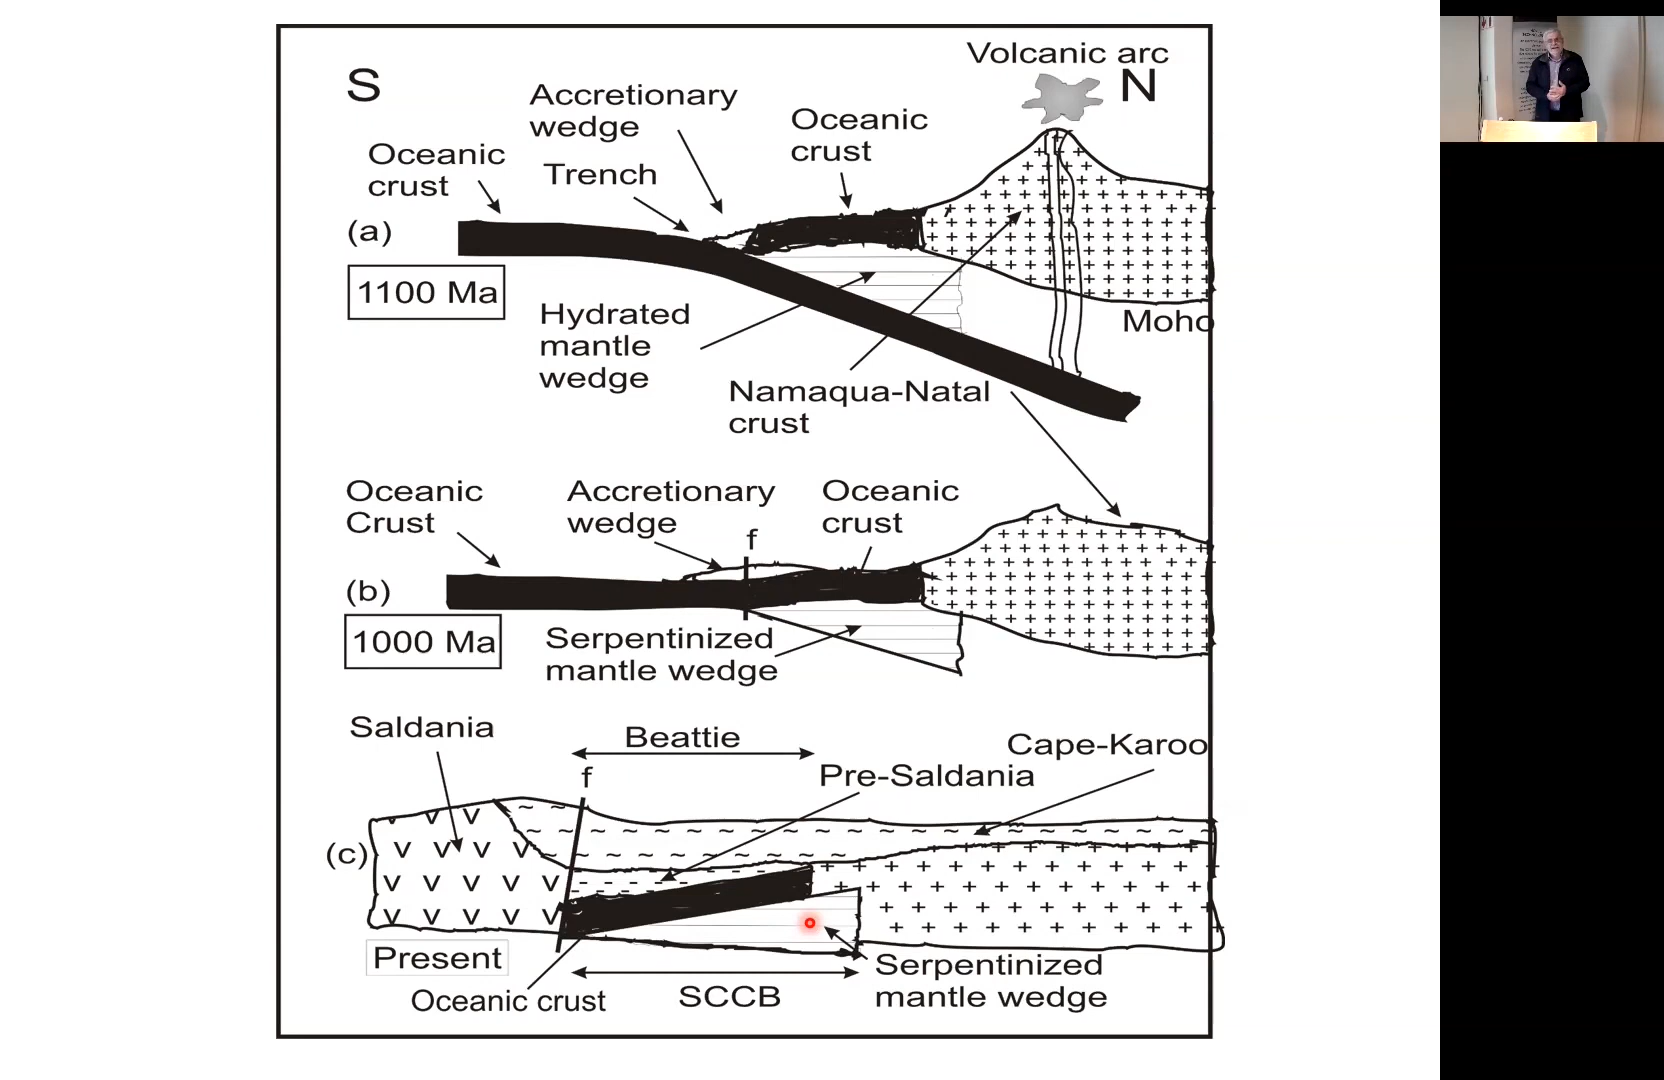 S
Volcanic arc
N
Accretionary
wedge
Oceanic
crust
Oceanic
crust
Trench
(a)
1100 Ma
Hydrated
mantle
wedge
Moho
Namaqua-Natal
crust
Oceanic
Crust
Accretionary
wedge
Oceanic
crust
f
(b)
1000 Ma
Serpentinized
mantle wedge
Saldania
Beattie
Cape-Karoo
f
Pre-Saldania
(c)
Present
Oceanic crust
SCCB
Serpentinized
mantle wedge